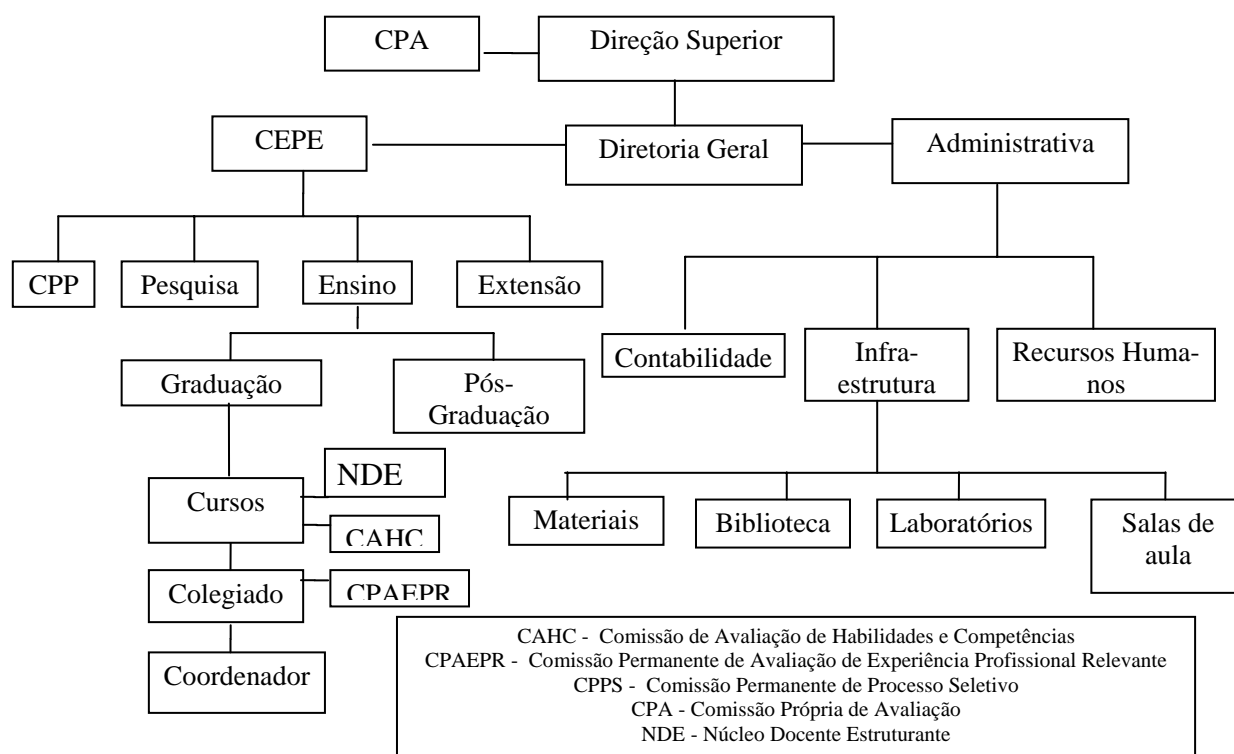 CPA
Direção Superior
CEPE
Diretoria Geral
Administrativa
CPP
Pesquisa
Ensino
Extensão
Contabilidade
Infra-
estrutura
Recursos Huma-
nos
Graduação
Pós-
Graduação
NDE
Cursos
CAHC
Materiais
Biblioteca
Laboratórios
Salas de
aula
Colegiado
CPAEPR
Coordenador
CAHC - Comissão de Avaliação de Habilidades e Competências
CPAEPR - Comissão Permanente de Avaliação de Experiência Profissional Relevante
CPPS - Comissão Permanente de Processo Seletivo
CPA - Comissão Própria de Avaliação
NDE - Núcleo Docente Estruturante